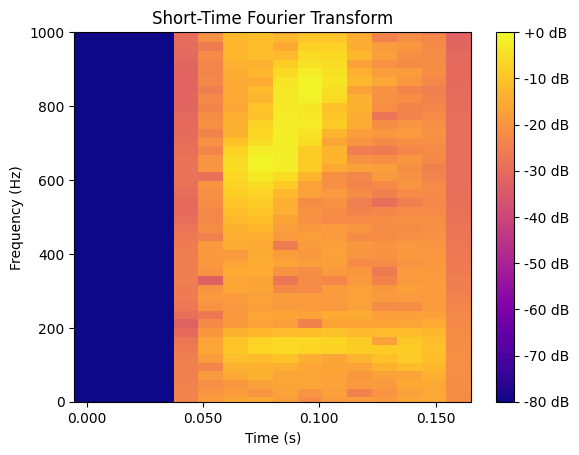 Short-Time Fourier Transform
Frequency (Hz)
1000
800
600
400
200
0
0.000
0.050
0.100
0.150
Time (s)
+0 dB
-10 dB
-20 dB
-30 dB
-40 dB
-50 dB
-60 dB
-70 dB
-80 dB